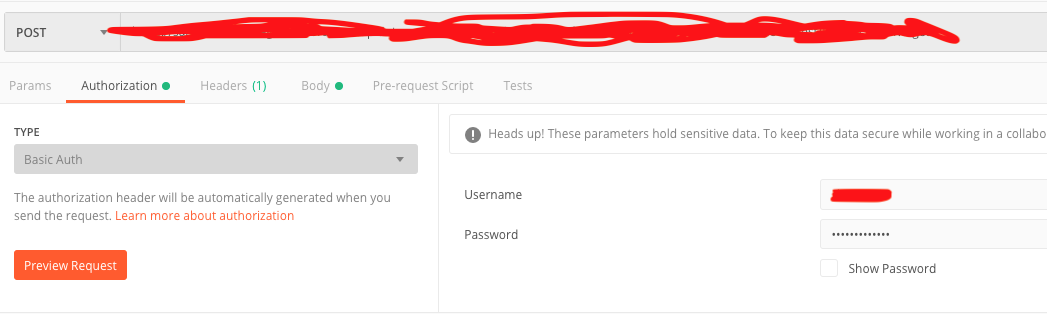 POST
Params Authorization Headers (1) Body Pre-request Script Tests
TYPE
Basic Auth
The authorization header will be automatically generated when you
send the request. Learn more about authorization
Preview Request
Heads up! These parameters hold sensitive data. To keep this data secure while working in a collabo
Username
Password •••••••••••••
Show Password